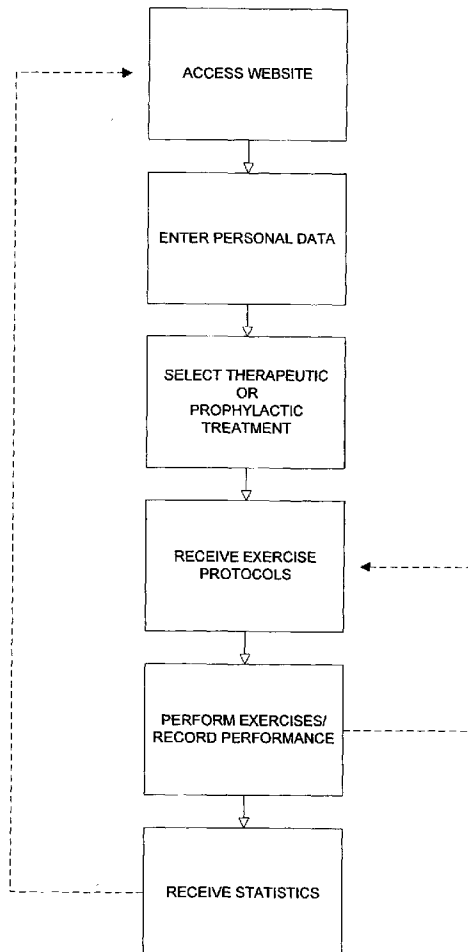 ACCESS WEBSITE
ENTER PERSONAL DATA
SELECT THERAPEUTIC
OR
PROPHYLACTIC
TREATMENT
RECEIVE EXERCISE
PROTOCOLS
PERFORM EXERCISES/
RECORD PERFORMANCE
RECEIVE STATISTICS